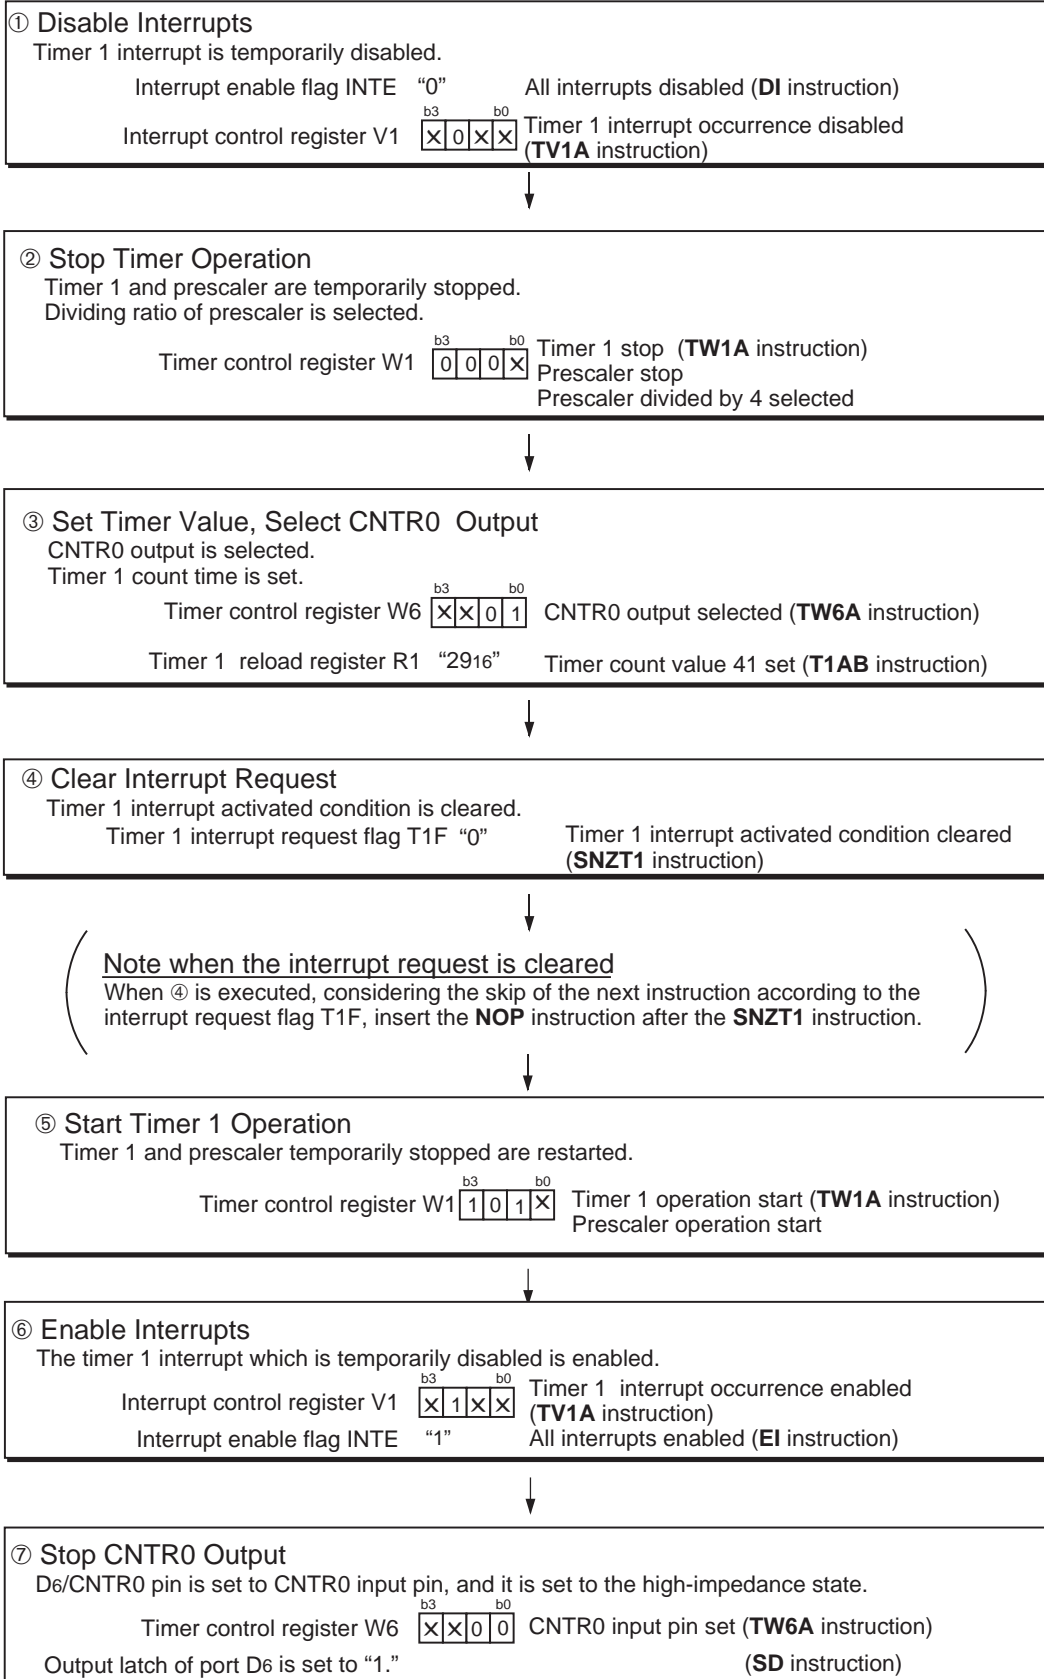 ① Disable Interrupts
Timer 1 interrupt is temporarily disabled.
Interrupt enable flag INTE “0” All interrupts disabled (DI instruction)
b3 b0
Interrupt control register V1 ✕ 0 ✕ ✕ Timer 1 interrupt occurrence disabled
(TV1A instruction)
② Stop Timer Operation
Timer 1 and prescaler are temporarily stopped.
Dividing ratio of prescaler is selected.
b3 b0
Timer control register W1 0 0 0 ✕ Timer 1 stop (TW1A instruction)
Prescaler stop
Prescaler divided by 4 selected
③ Set Timer Value, Select CNTR0 Output
CNTR0 output is selected.
Timer 1 count time is set.
b3 b0
Timer control register W6 ✕ ✕ 0 1 CNTR0 output selected (TW6A instruction)
Timer 1 reload register R1 “2916” Timer count value 41 set (T1AB instruction)
④ Clear Interrupt Request
Timer 1 interrupt activated condition is cleared.
Timer 1 interrupt request flag T1F “0” Timer 1 interrupt activated condition cleared
(SNZT1 instruction)
Note when the interrupt request is cleared
When ④ is executed, considering the skip of the next instruction according to the
interrupt request flag T1F, insert the NOP instruction after the SNZT1 instruction.
⑤ Start Timer 1 Operation
Timer 1 and prescaler temporarily stopped are restarted.
b3 b0
Timer control register W1 1 0 1 ✕ Timer 1 operation start (TW1A instruction)
Prescaler operation start
⑥ Enable Interrupts
The timer 1 interrupt which is temporarily disabled is enabled.
b3 b0
Interrupt control register V1 ✕ 1 ✕ ✕ Timer 1 interrupt occurrence enabled
(TV1A instruction)
Interrupt enable flag INTE “1” All interrupts enabled (EI instruction)
⑦ Stop CNTR0 Output
D6/CNTR0 pin is set to CNTR0 input pin, and it is set to the high-impedance state.
b3 b0
Timer control register W6 ✕ ✕ 0 0 CNTR0 input pin set (TW6A instruction)
Output latch of port D6 is set to “1.” (SD instruction)